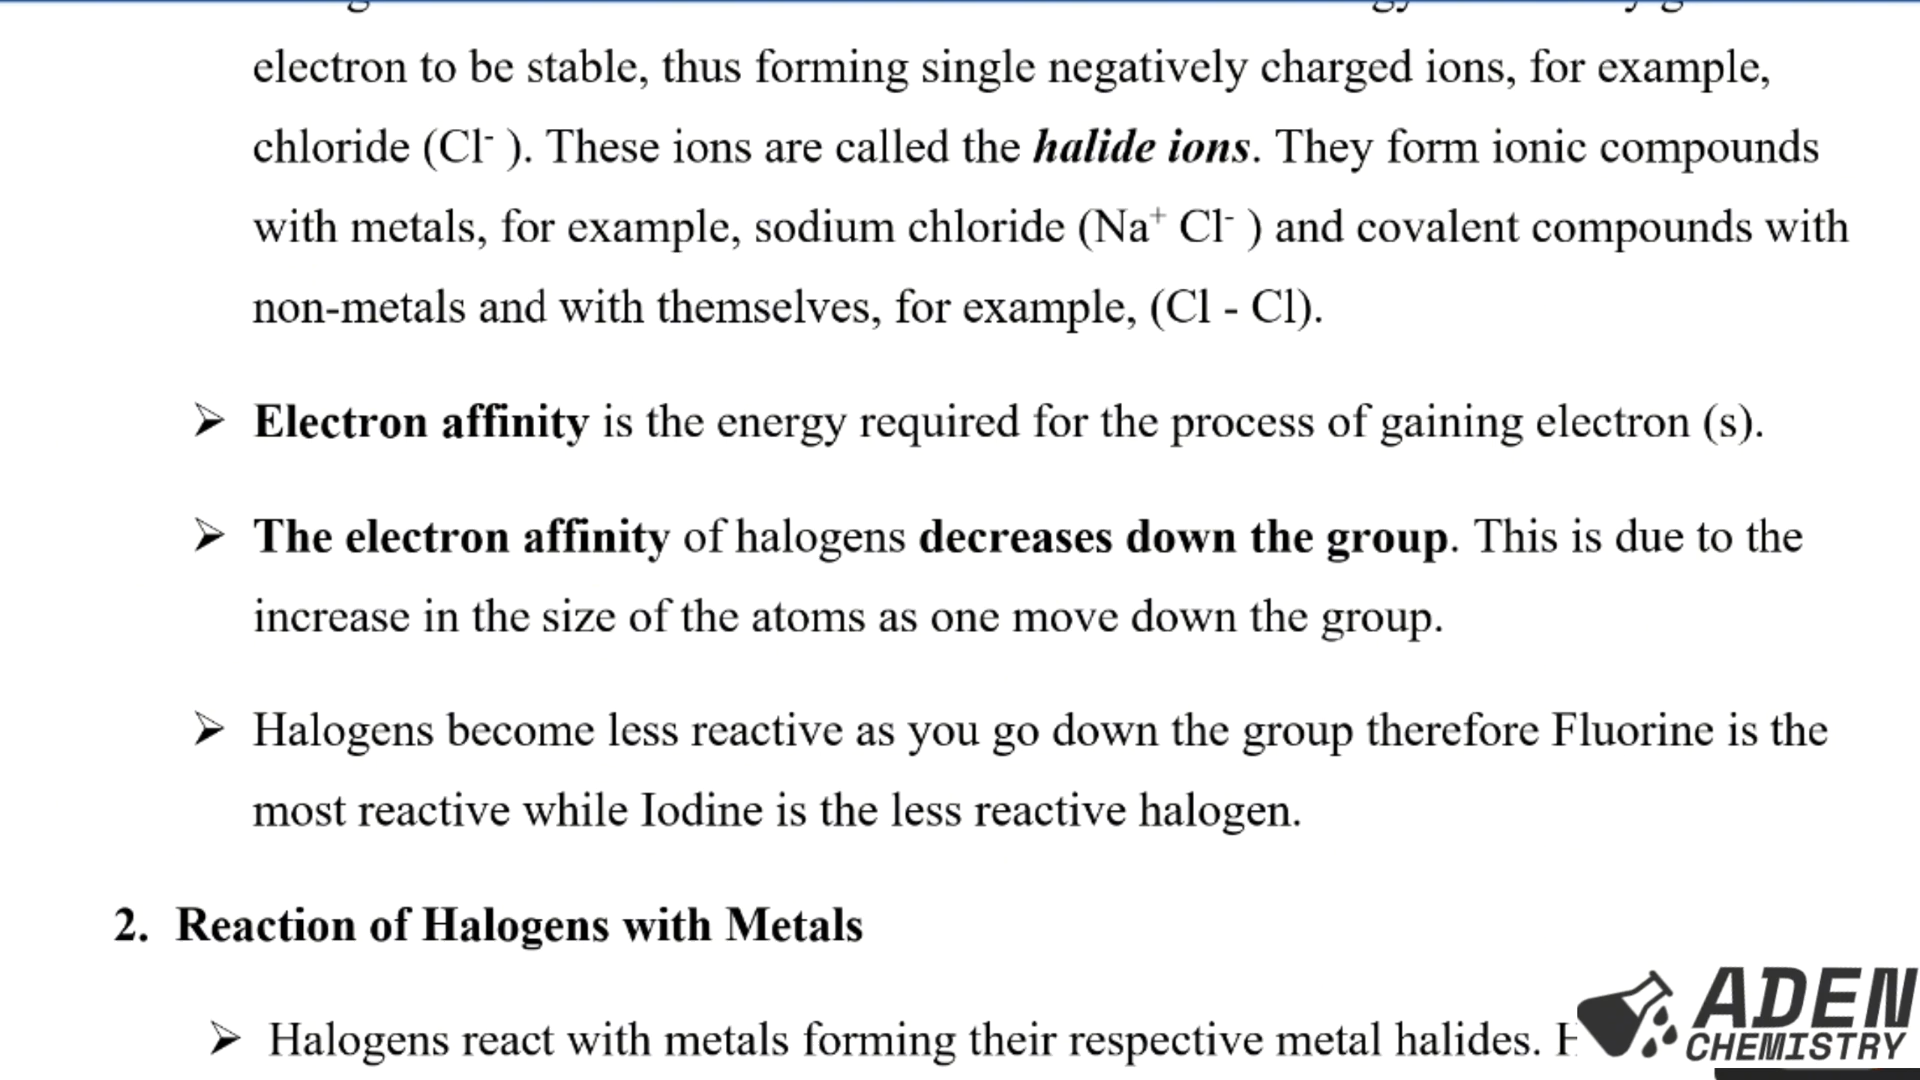 electron to be stable, thus forming single negatively charged ions, for example,
chloride (Cl⁻ ). These ions are called the halide ions. They form ionic compounds
with metals, for example, sodium chloride (Na⁺ Cl⁻ ) and covalent compounds with
non-metals and with themselves, for example, (Cl - Cl).
➢ Electron affinity is the energy required for the process of gaining electron (s).
➢ The electron affinity of halogens decreases down the group. This is due to the
increase in the size of the atoms as one move down the group.
➢ Halogens become less reactive as you go down the group therefore Fluorine is the
most reactive while Iodine is the less reactive halogen.
2. Reaction of Halogens with Metals
➢ Halogens react with metals forming their respective metal halides.
ADEN
CHEMISTRY